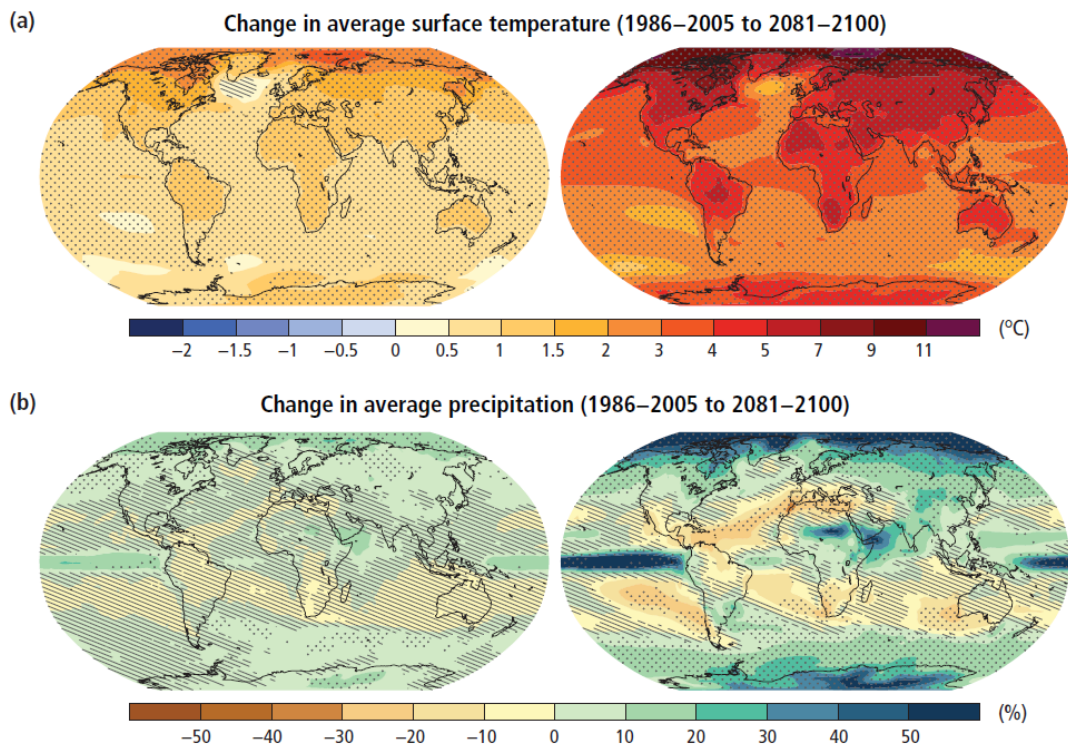 (a)
Change in average surface temperature (1986–2005 to 2081–2100)
(°C)
−2 −1.5 −1 −0.5 0 0.5 1 1.5 2 3 4 5 7 9 11
(b)
Change in average precipitation (1986–2005 to 2081–2100)
(%)
−50 −40 −30 −20 −10 0 10 20 30 40 50